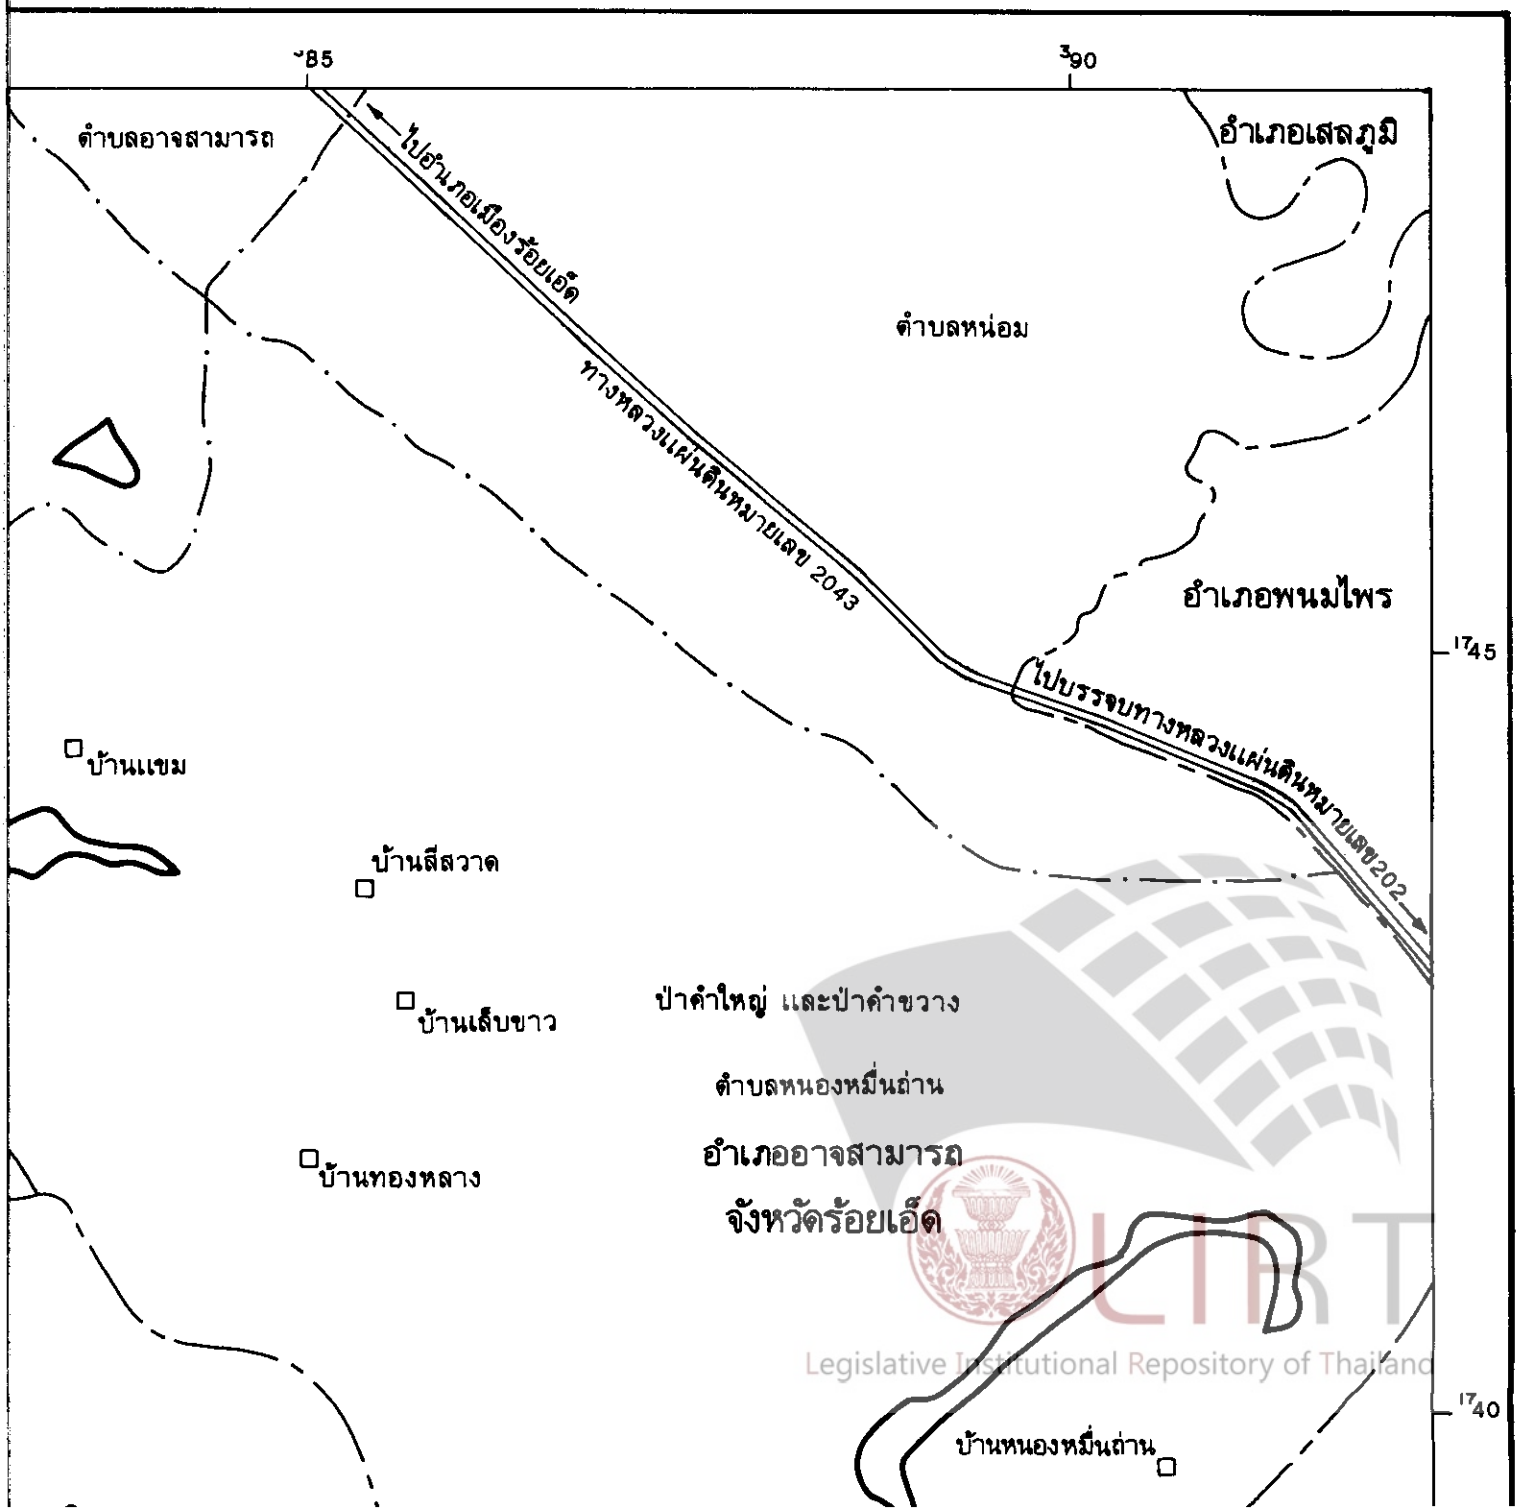 ³85
³90
ตำบลอาจสามารถ
อำเภอเสลภูมิ
ไปอำเภอเมืองร้อยเอ็ด
ตำบลหน่อม
ทางหลวงแผ่นดินหมายเลข 2043
อำเภอพนมไพร
¹⁷45
ไปบรรจบทางหลวงแผ่นดินหมายเลข202
บ้านแขม
บ้านสีสวาด
ป่าคำใหญ่ และป่าคำขวาง
บ้านเล็บขาว
ตำบลหนองหมื่นถ่าน
อำเภออาจสามารถ
บ้านทองหลาง
จังหวัดร้อยเอ็ด
LIRT
Legislative Institutional Repository of Thailand
¹⁷40
บ้านหนองหมื่นถ่าน